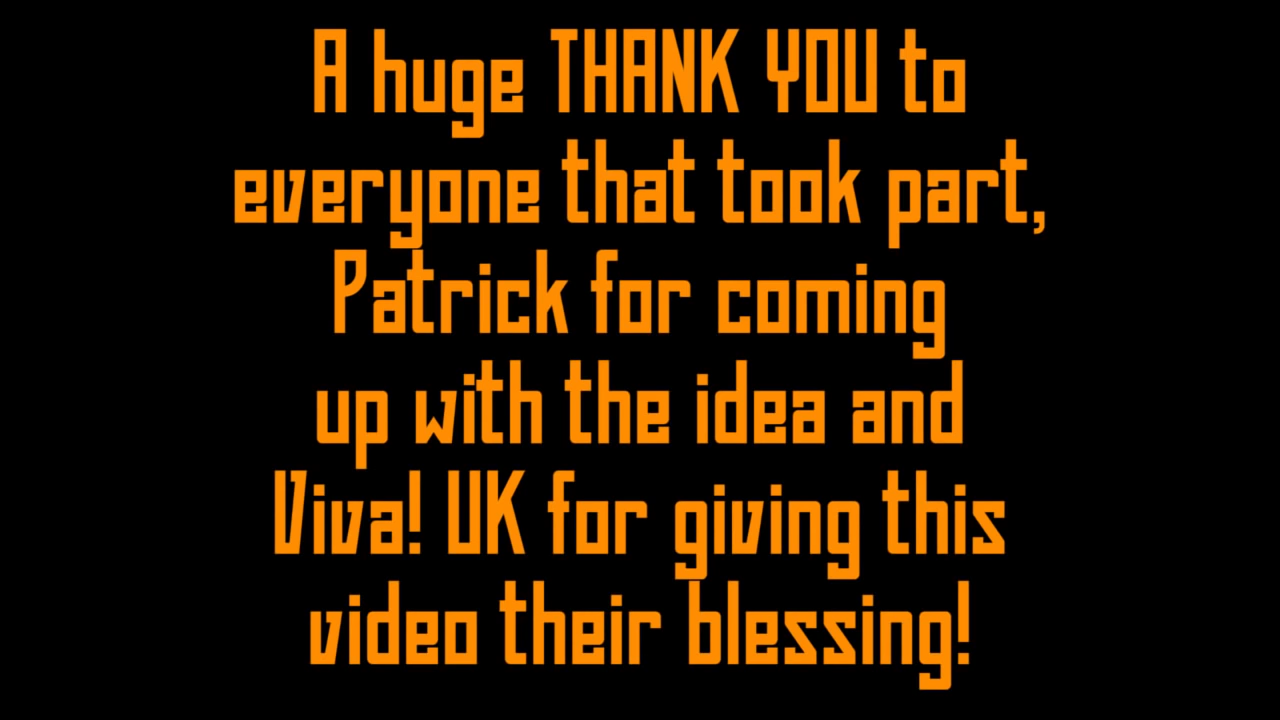 A huge THANK YOU to
everyone that took part,
Patrick for coming
up with the idea and
Viva! UK for giving this
video their blessing!